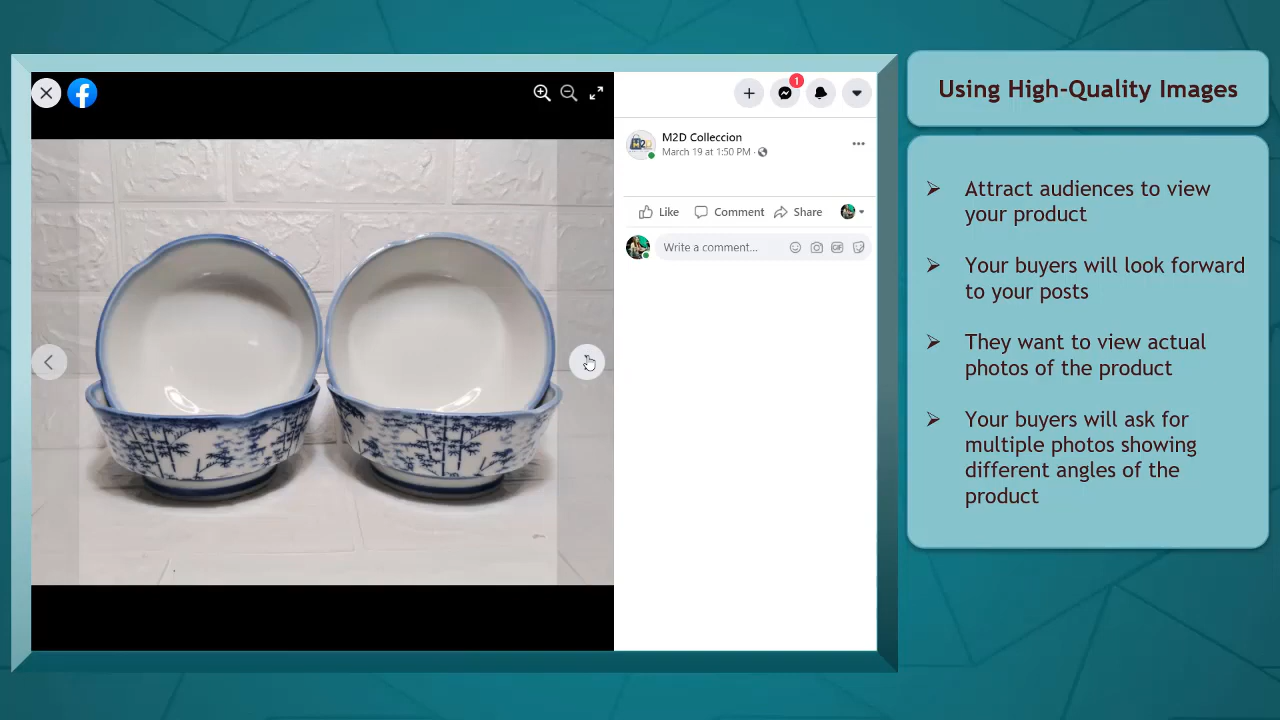 Using High-Quality Images
1
M2D Colleccion
March 19 at 1:50 PM ·
Like Comment Share
Write a comment...
GIF
➢ Attract audiences to view
your product
➢ Your buyers will look forward
to your posts
➢ They want to view actual
photos of the product
➢ Your buyers will ask for
multiple photos showing
different angles of the
product